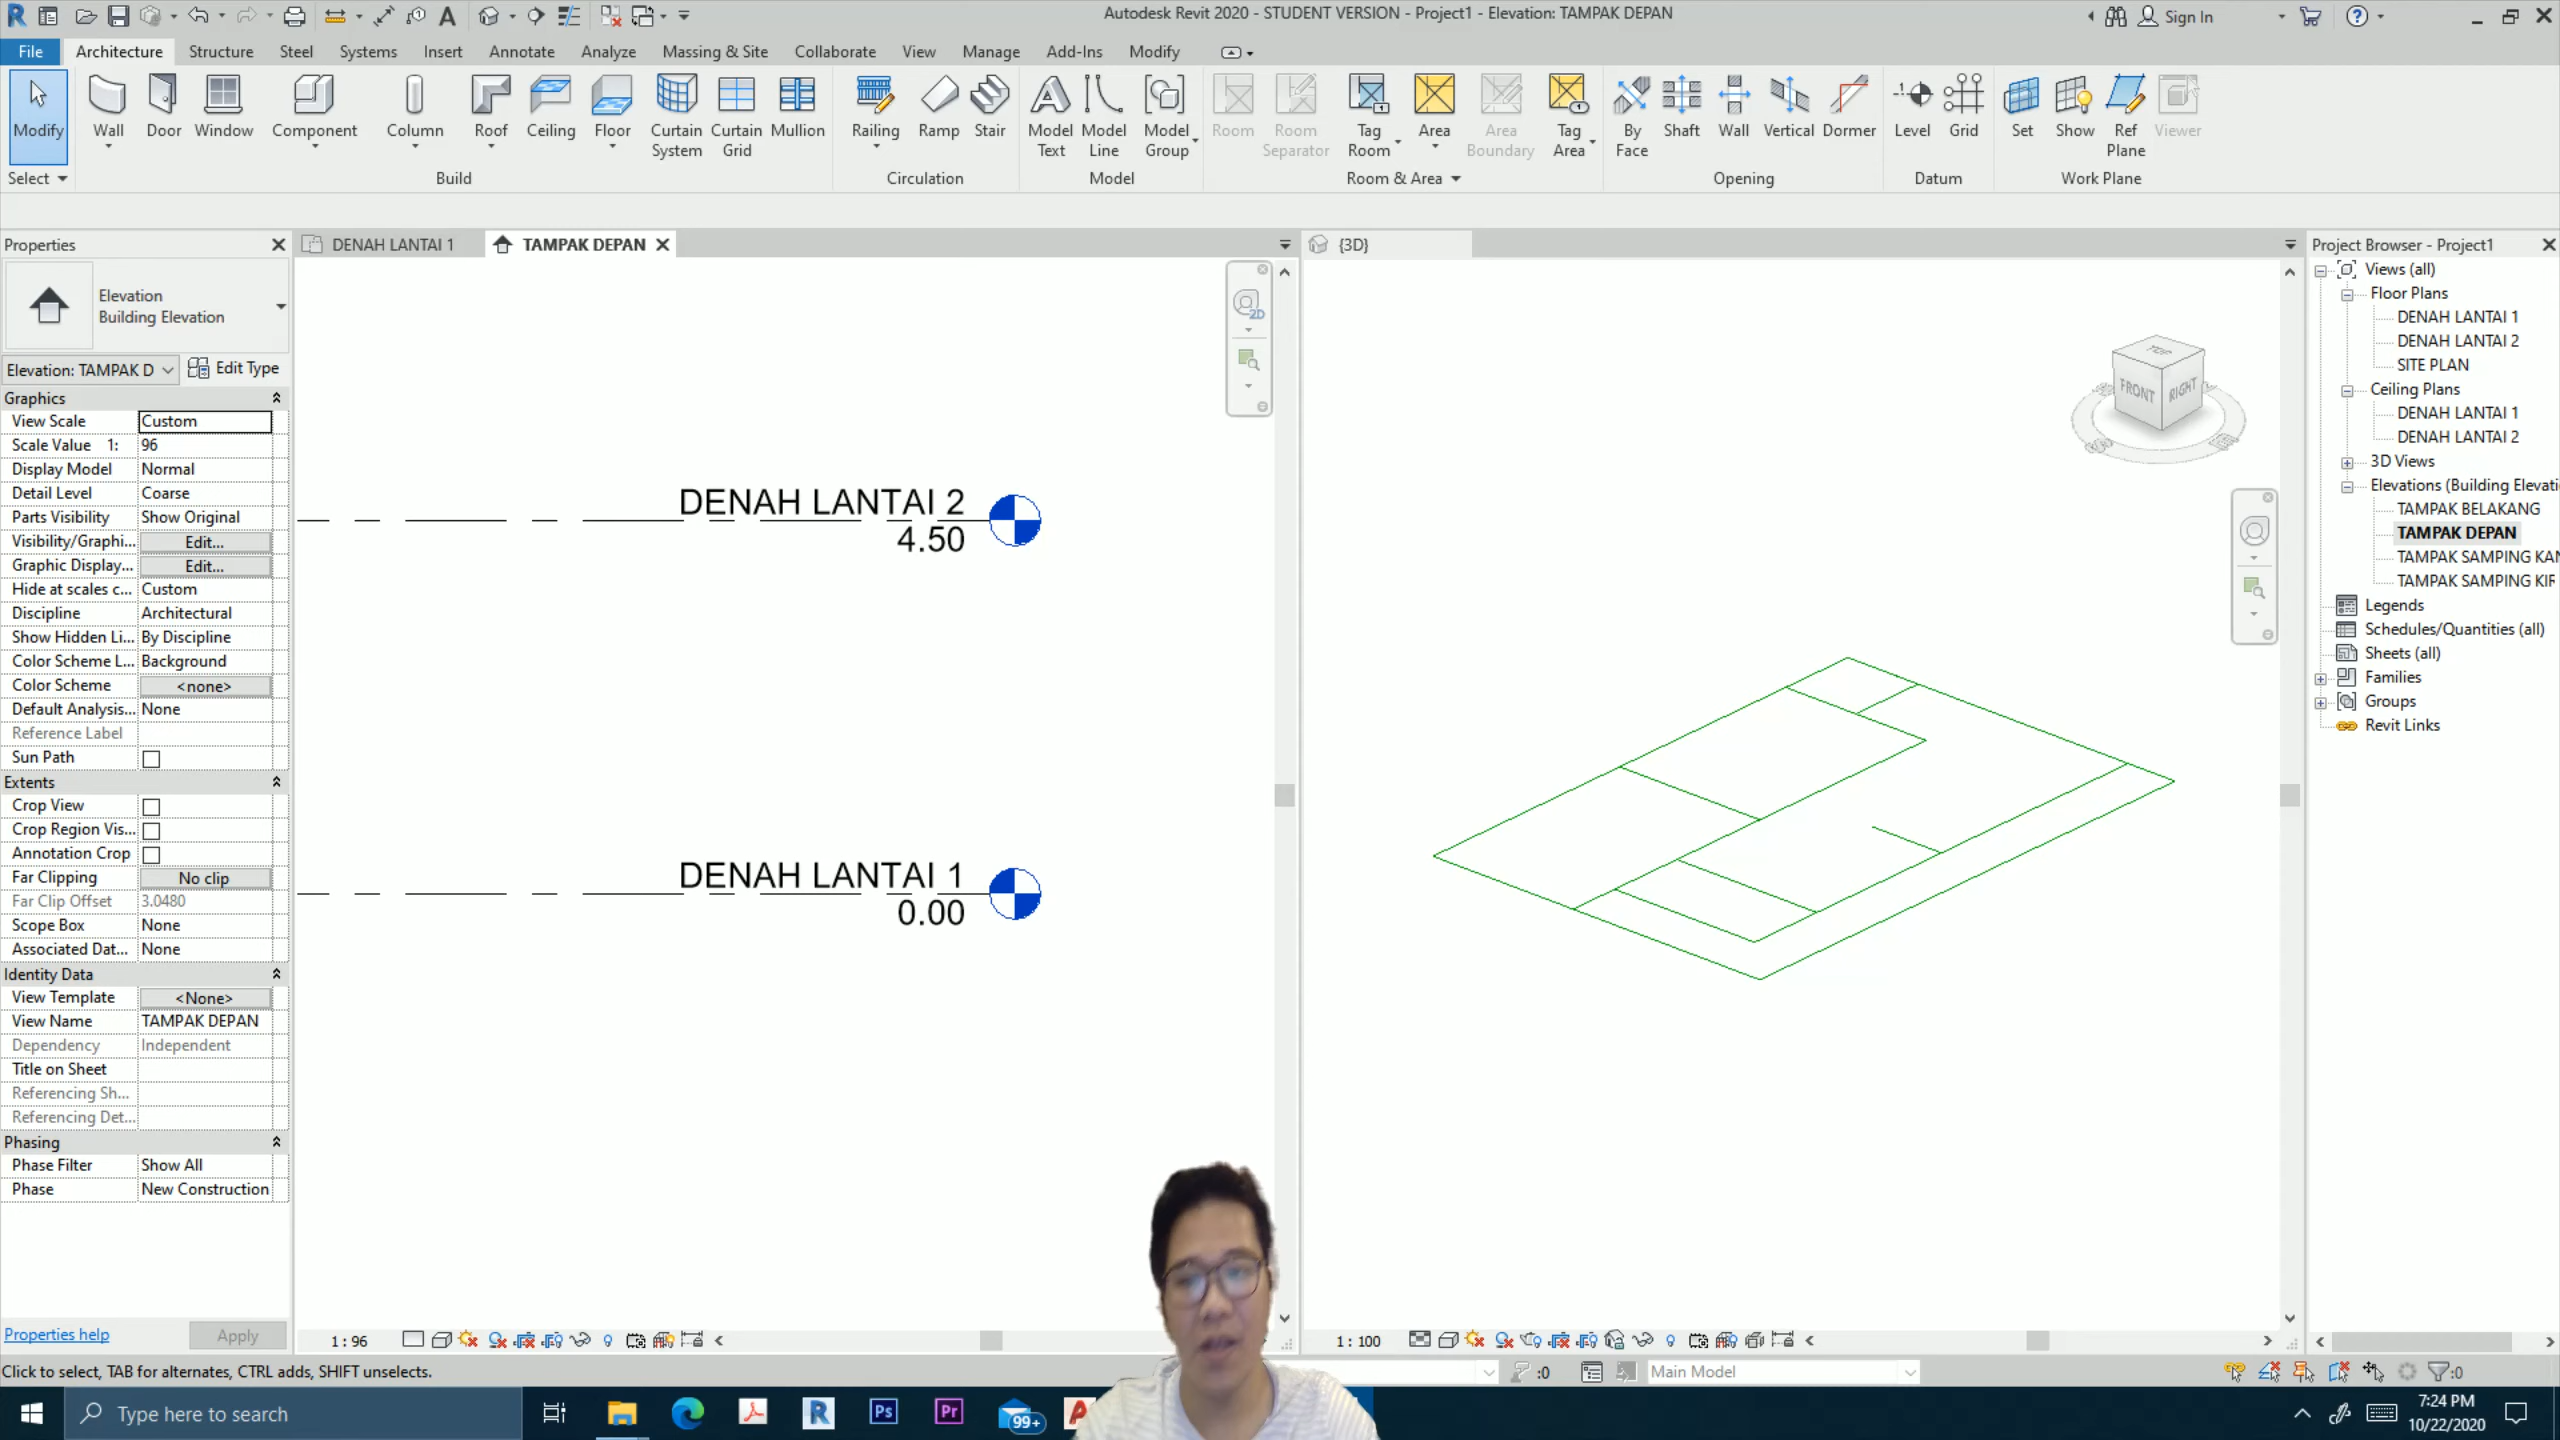 Autodesk Revit 2020 - STUDENT VERSION - Project1 - Elevation: TAMPAK DEPAN
Sign In
File Architecture Structure Steel Systems Insert Annotate Analyze Massing & Site Collaborate View Manage Add-Ins Modify
Modify Wall Door Window Component Column Roof Ceiling Floor Curtain System Curtain Grid Mullion Railing Ramp Stair Model Text Model Line Model Group Room Room Separator Tag Room Area Area Boundary Tag Area By Face Shaft Wall Vertical Dormer Level Grid Set Show Ref Plane Viewer
Select Build Circulation Model Room & Area Opening Datum Work Plane
Properties
Elevation
Building Elevation
Elevation: TAMPAK D Edit Type
Graphics
View Scale Custom
Scale Value 1: 96
Display Model Normal
Detail Level Coarse
Parts Visibility Show Original
Visibility/Graphi... Edit...
Graphic Display... Edit...
Hide at scales c... Custom
Discipline Architectural
Show Hidden Li... By Discipline
Color Scheme L... Background
Color Scheme <none>
Default Analysis... None
Reference Label
Sun Path
Extents
Crop View
Crop Region Vis...
Annotation Crop
Far Clipping No clip
Far Clip Offset 3.0480
Scope Box None
Associated Dat... None
Identity Data
View Template <None>
View Name TAMPAK DEPAN
Dependency Independent
Title on Sheet
Referencing Sh...
Referencing Det...
Phasing
Phase Filter Show All
Phase New Construction
Properties help Apply
DENAH LANTAI 1 TAMPAK DEPAN
2D
DENAH LANTAI 2
4.50
DENAH LANTAI 1
0.00
1 : 96
{3D}
TOP
FRONT RIGHT
1 : 100
Project Browser - Project1
Views (all)
Floor Plans
DENAH LANTAI 1
DENAH LANTAI 2
SITE PLAN
Ceiling Plans
DENAH LANTAI 1
DENAH LANTAI 2
3D Views
Elevations (Building Elevati
TAMPAK BELAKANG
TAMPAK DEPAN
TAMPAK SAMPING KAN
TAMPAK SAMPING KIR
Legends
Schedules/Quantities (all)
Sheets (all)
Families
Groups
Revit Links
Click to select, TAB for alternates, CTRL adds, SHIFT unselects.
:0 Main Model :0
Type here to search
Ps Pr 99+
7:24 PM
10/22/2020